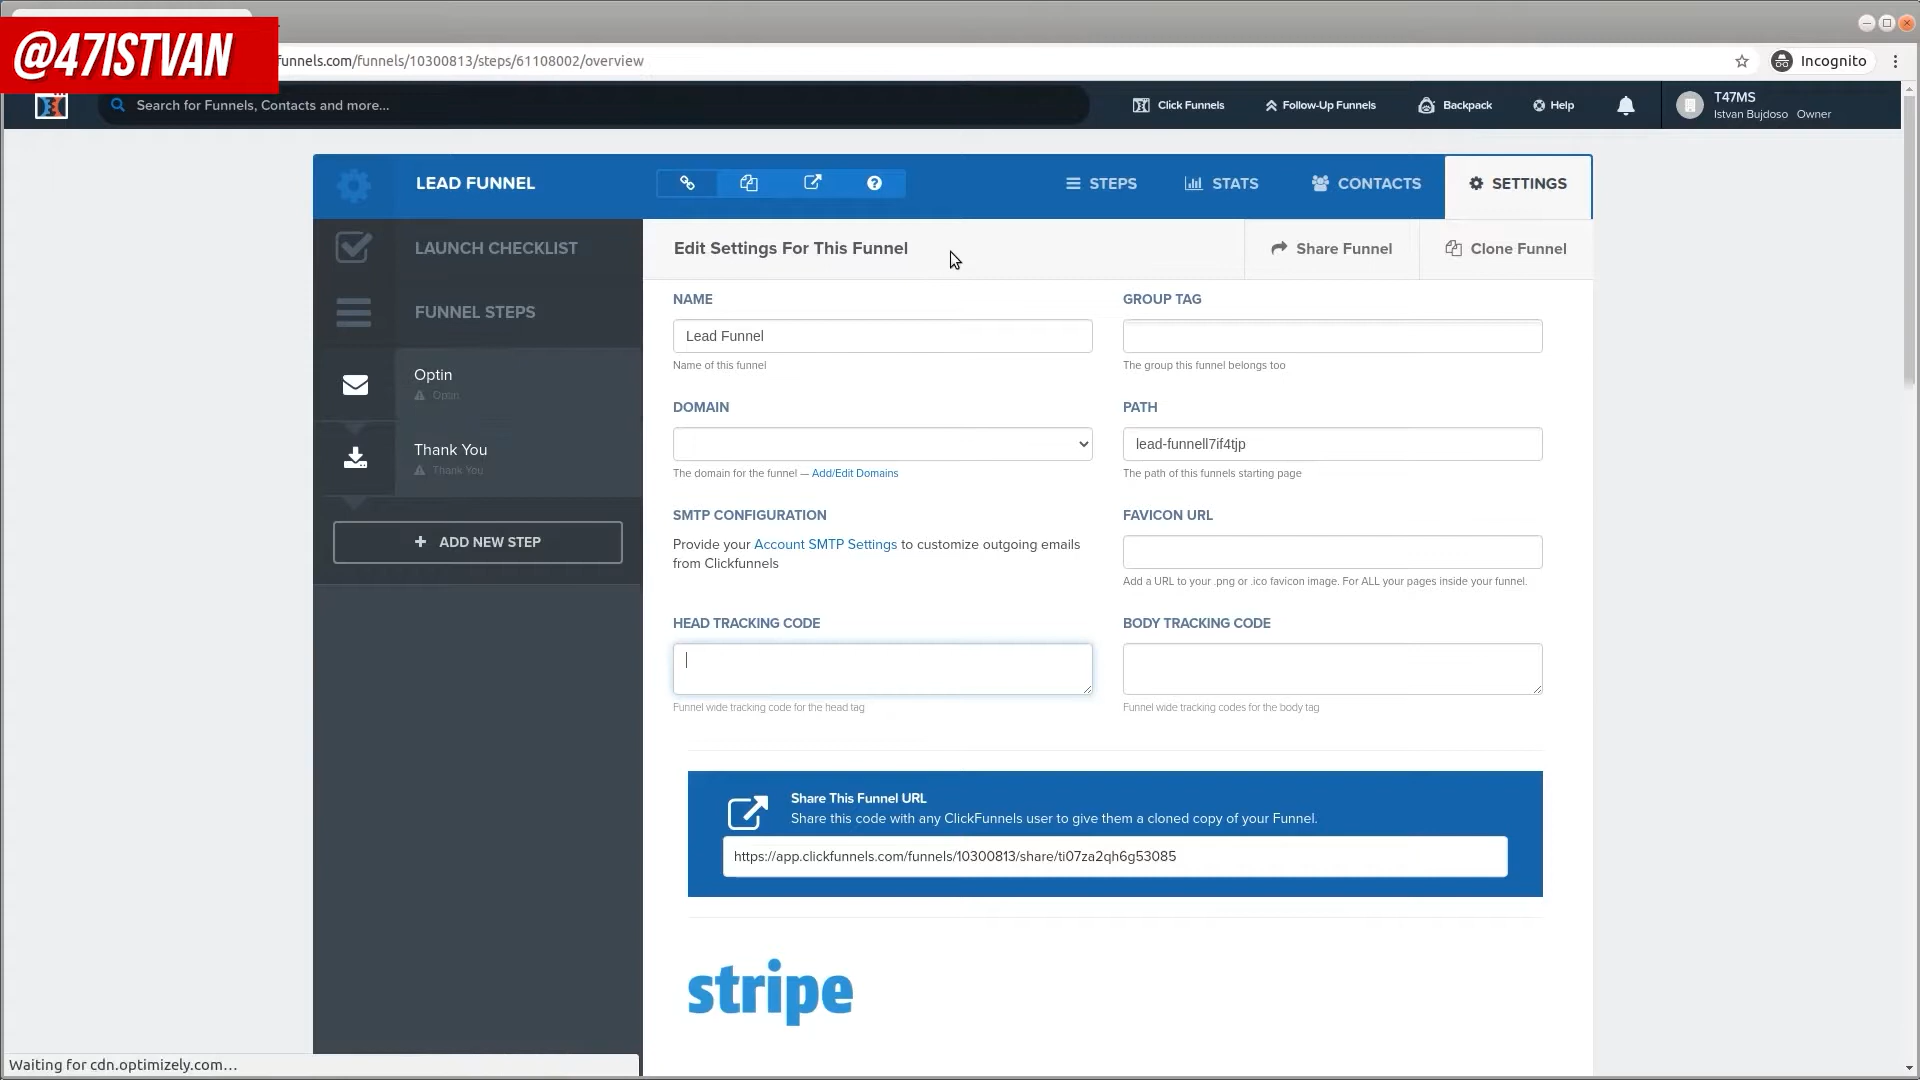 @47ISTVAN
funnels.com/funnels/10300813/steps/61108002/overview
Incognito
Search for Funnels, Contacts and more...
Click Funnels
Follow-Up Funnels
Backpack
Help
T47MS
Istvan Bujdoso Owner
LEAD FUNNEL
STEPS
STATS
CONTACTS
SETTINGS
LAUNCH CHECKLIST
Edit Settings For This Funnel
Share Funnel
Clone Funnel
FUNNEL STEPS
Optin
Optin
Thank You
Thank You
+ ADD NEW STEP
NAME
Lead Funnel
Name of this funnel
GROUP TAG
The group this funnel belongs too
DOMAIN
The domain for the funnel — Add/Edit Domains
PATH
lead-funnell7if4tjp
The path of this funnels starting page
SMTP CONFIGURATION
Provide your Account SMTP Settings to customize outgoing emails
from Clickfunnels
FAVICON URL
Add a URL to your .png or .ico favicon image. For ALL your pages inside your funnel.
HEAD TRACKING CODE
Funnel wide tracking code for the head tag
BODY TRACKING CODE
Funnel wide tracking codes for the body tag
Share This Funnel URL
Share this code with any ClickFunnels user to give them a cloned copy of your Funnel.
https://app.clickfunnels.com/funnels/10300813/share/ti07za2qh6g53085
stripe
Waiting for cdn.optimizely.com...